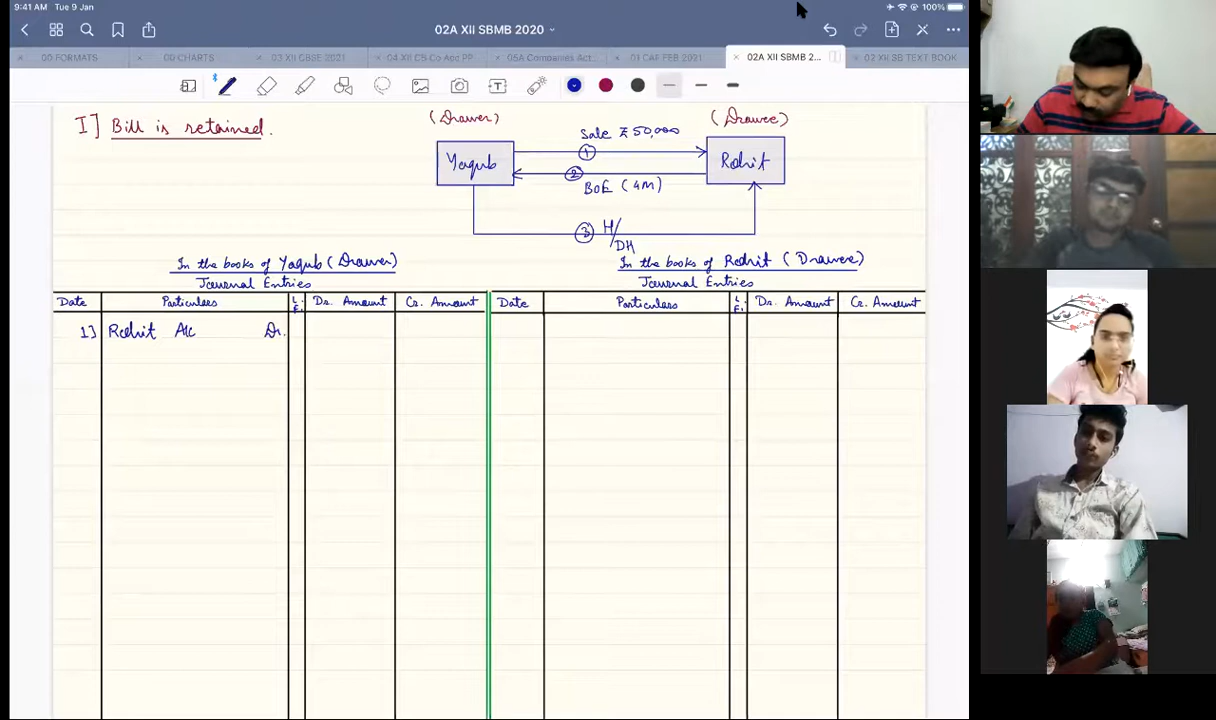 9:41 AM Tue 9 Jan
100%
02A XII SBMB 2020
00 FORMATS
00 CHARTS
03 XII CBSE 2021
04 XII CS Co Acc PP
05A Companies Act...
01 CAF FEB 2021
02A XII SBMB 2...
02 XII SB TEXT BOOK
I] Bill is retained.
(Drawer)
(Drawee)
Sale ₹ 50,000
Yaqub
1
Rohit
2
BOE (4M)
3 H/DH
In the books of Yaqub (Drawer)
Journal Entries
In the books of Rohit (Drawee)
Journal Entries
Date Particulars L.F. Dr. Amount Cr. Amount
Date Particulars L.F. Dr. Amount Cr. Amount
1] Rohit A/c Dr.